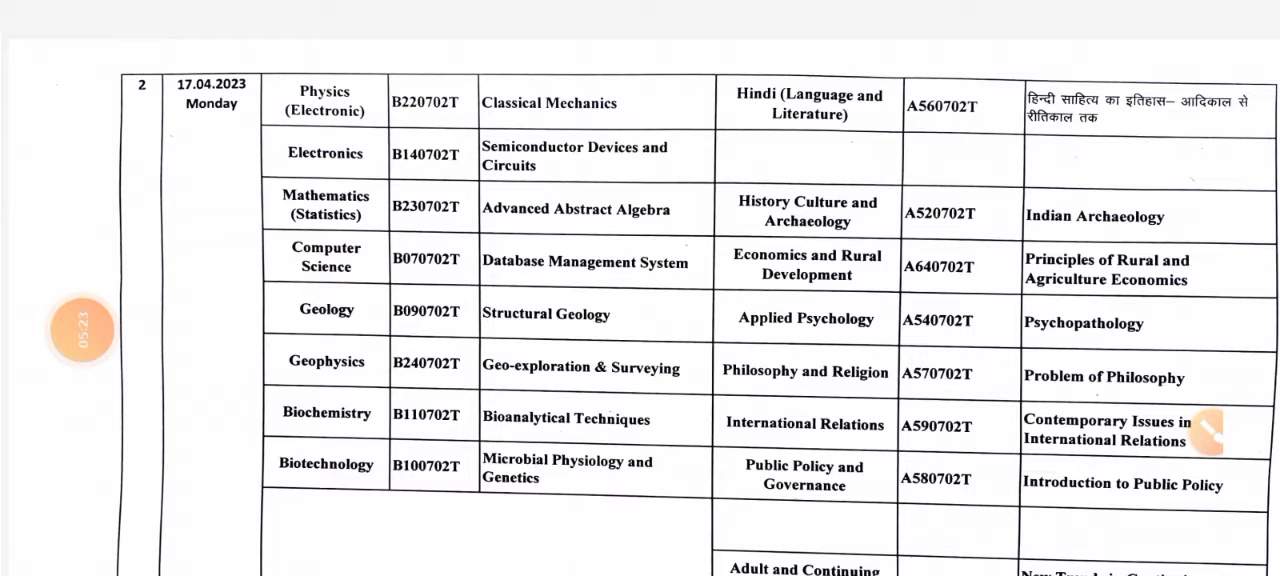 2
17.04.2023
Monday
Physics
(Electronic)
B220702T
Classical Mechanics
Hindi (Language and
Literature)
A560702T
हिन्दी साहित्य का इतिहास– आदिकाल से
रीतिकाल तक
Electronics
B140702T
Semiconductor Devices and
Circuits
Mathematics
(Statistics)
B230702T
Advanced Abstract Algebra
History Culture and
Archaeology
A520702T
Indian Archaeology
Computer
Science
B070702T
Database Management System
Economics and Rural
Development
A640702T
Principles of Rural and
Agriculture Economics
Geology
B090702T
Structural Geology
Applied Psychology
A540702T
Psychopathology
Geophysics
B240702T
Geo-exploration & Surveying
Philosophy and Religion
A570702T
Problem of Philosophy
Biochemistry
B110702T
Bioanalytical Techniques
International Relations
A590702T
Contemporary Issues in
International Relations
Biotechnology
B100702T
Microbial Physiology and
Genetics
Public Policy and
Governance
A580702T
Introduction to Public Policy
Adult and Continuing
05:23